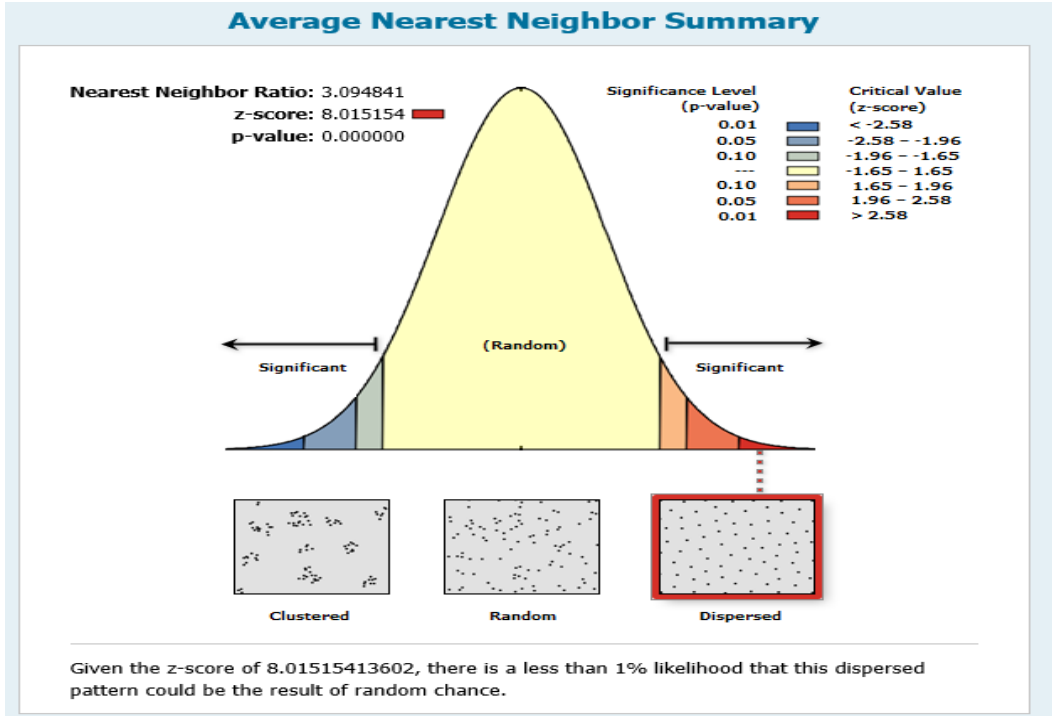 Average Nearest Neighbor Summary
Nearest Neighbor Ratio: 3.094841
z-score: 8.015154
p-value: 0.000000
Significance Level (p-value)
Critical Value (z-score)
0.01 < -2.58
0.05 -2.58 – -1.96
0.10 -1.96 – -1.65
--- -1.65 – 1.65
0.10 1.65 – 1.96
0.05 1.96 – 2.58
0.01 > 2.58
Significant
(Random)
Significant
Clustered
Random
Dispersed
Given the z-score of 8.01515413602, there is a less than 1% likelihood that this dispersed
pattern could be the result of random chance.